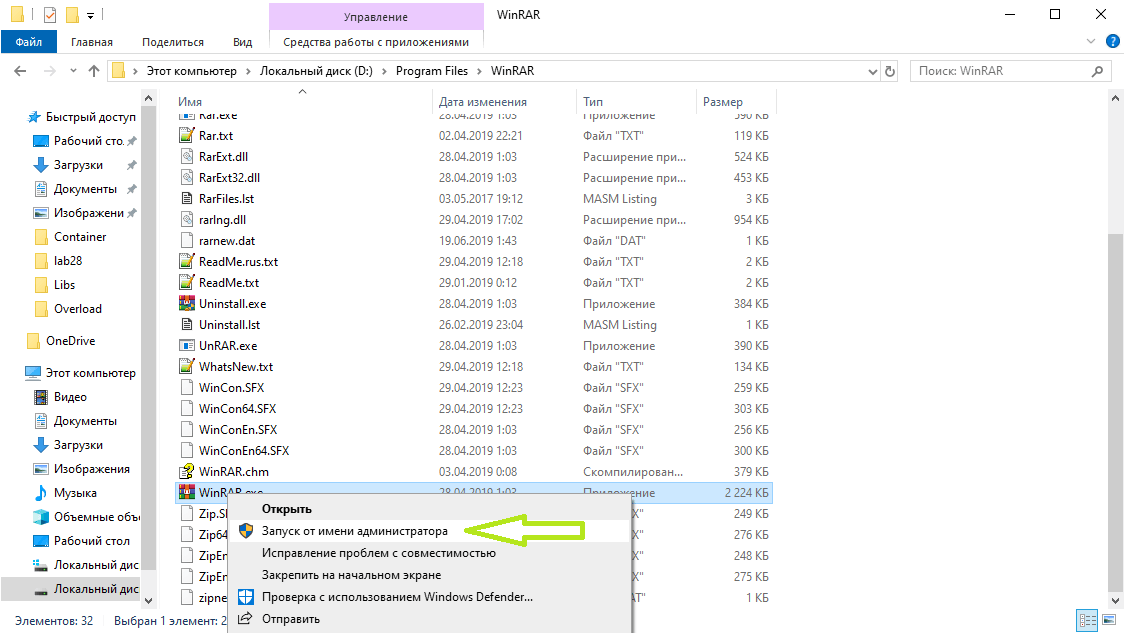 Управление
WinRAR
Файл Главная Поделиться Вид Средства работы с приложениями
Этот компьютер Локальный диск (D:) Program Files WinRAR
Поиск: WinRAR
Имя Дата изменения Тип Размер
Быстрый доступ
Рабочий сто.
Загрузки
Документы
Изображени
Container
lab28
Libs
Overload
OneDrive
Этот компьютер
Видео
Документы
Загрузки
Изображения
Музыка
Объемные объ
Рабочий стол
Локальный дис
Локальный дис
Rar.exe 28.04.2019 1:03 Приложение 590 КБ
Rar.txt 02.04.2019 22:21 Файл "TXT" 119 КБ
RarExt.dll 28.04.2019 1:03 Расширение при... 524 КБ
RarExt32.dll 28.04.2019 1:03 Расширение при... 453 КБ
RarFiles.lst 03.05.2017 19:12 MASM Listing 3 КБ
rarlng.dll 29.04.2019 17:02 Расширение при... 954 КБ
rarnew.dat 19.06.2019 1:43 Файл "DAT" 1 КБ
ReadMe.rus.txt 29.04.2019 12:18 Файл "TXT" 2 КБ
ReadMe.txt 29.01.2019 0:12 Файл "TXT" 2 КБ
Uninstall.exe 28.04.2019 1:03 Приложение 384 КБ
Uninstall.lst 26.02.2019 23:04 MASM Listing 1 КБ
UnRAR.exe 28.04.2019 1:03 Приложение 390 КБ
WhatsNew.txt 29.04.2019 12:18 Файл "TXT" 134 КБ
WinCon.SFX 29.04.2019 12:23 Файл "SFX" 259 КБ
WinCon64.SFX 29.04.2019 12:23 Файл "SFX" 303 КБ
WinConEn.SFX 28.04.2019 1:03 Файл "SFX" 256 КБ
WinConEn64.SFX 28.04.2019 1:03 Файл "SFX" 300 КБ
WinRAR.chm 03.04.2019 0:08 Скомпилирован... 379 КБ
WinRAR.exe 28.04.2019 1:03 Приложение 2 224 КБ
Zip.S 249 КБ
Zip64 X" 276 КБ
ZipEn X" 248 КБ
ZipEn X" 275 КБ
zipne AT" 1 КБ
Открыть
Запуск от имени администратора
Исправление проблем с совместимостью
Закрепить на начальном экране
Проверка с использованием Windows Defender...
Отправить
Элементов: 32 Выбран 1 элемент: 2